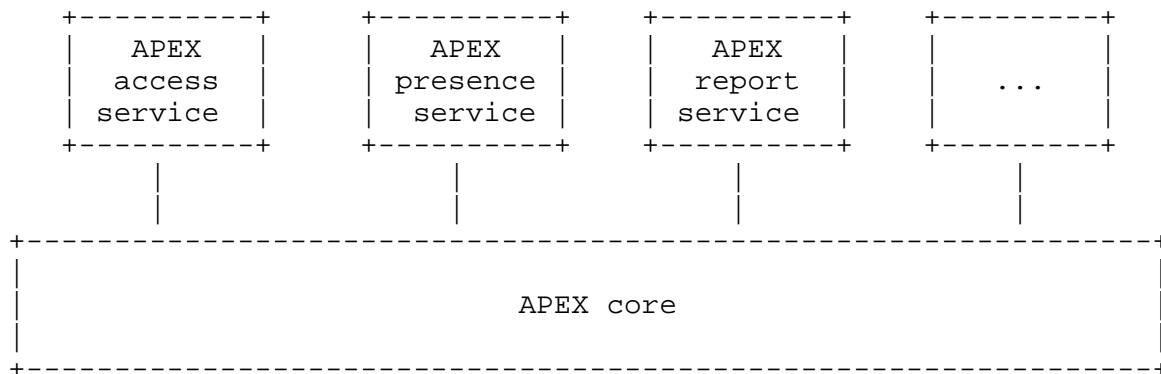 APEX APEX APEX
access presence report ...
service service service
APEX core